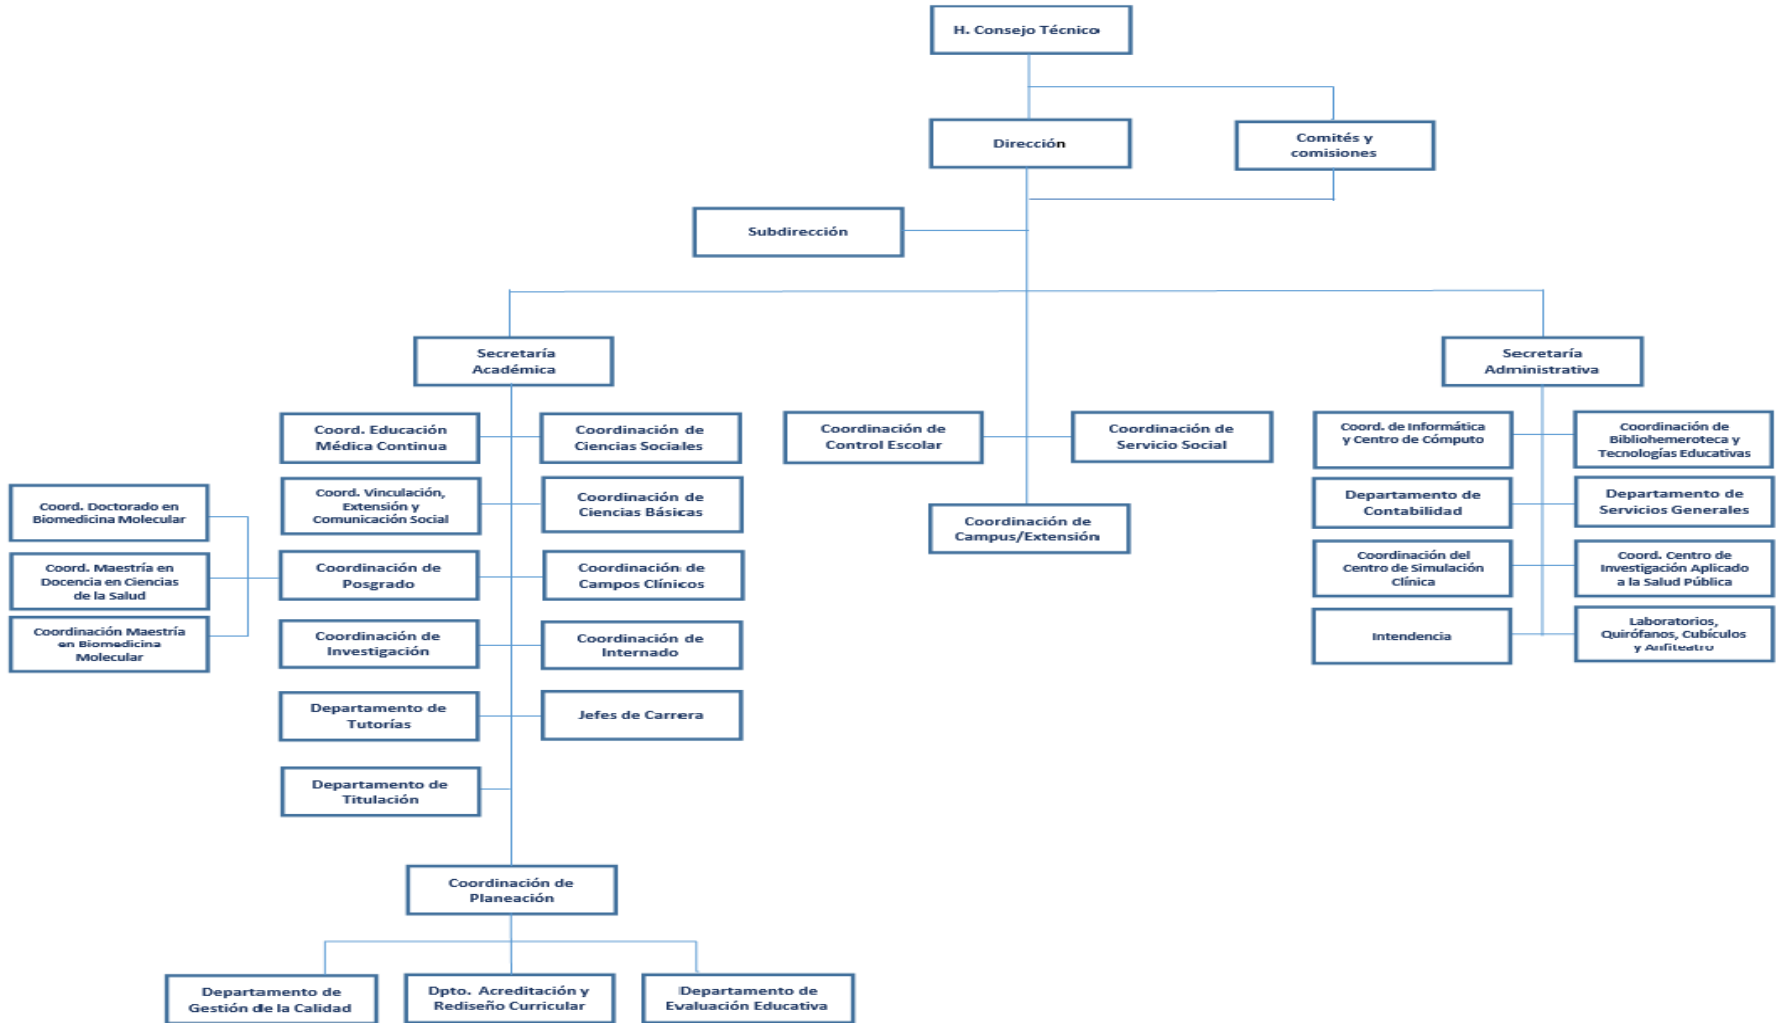 H. Consejo Técnico
Dirección
Comités y
comisiones
Subdirección
Secretaría
Académica
Secretaría
Administrativa
Coord. Educación
Médica Continua
Coordinación de
Ciencias Sociales
Coordinación de
Control Escolar
Coordinación de
Servicio Social
Coord. de Informática
y Centro de Cómputo
Coordinación de
Bibliohemeroteca y
Tecnologías Educativas
Coord. Doctorado en
Biomedicina Molecular
Coord. Vinculación,
Extensión y
Comunicación Social
Coordinación de
Ciencias Básicas
Coordinación de
Campus/Extensión
Departamento de
Contabilidad
Departamento de
Servicios Generales
Coord. Maestría en
Docencia en Ciencias
de la Salud
Coordinación de
Posgrado
Coordinación de
Campos Clínicos
Coordinación del
Centro de Simulación
Clínica
Coord. Centro de
Investigación Aplicado
a la Salud Pública
Coordinación Maestría
en Biomedicina
Molecular
Coordinación de
Investigación
Coordinación de
Internado
Intendencia
Laboratorios,
Quirófanos, Cubículos
y Anfiteatro
Departamento de
Tutorías
Jefes de Carrera
Departamento de
Titulación
Coordinación de
Planeación
Departamento de
Gestión de la Calidad
Dpto. Acreditación y
Rediseño Curricular
Departamento de
Evaluación Educativa